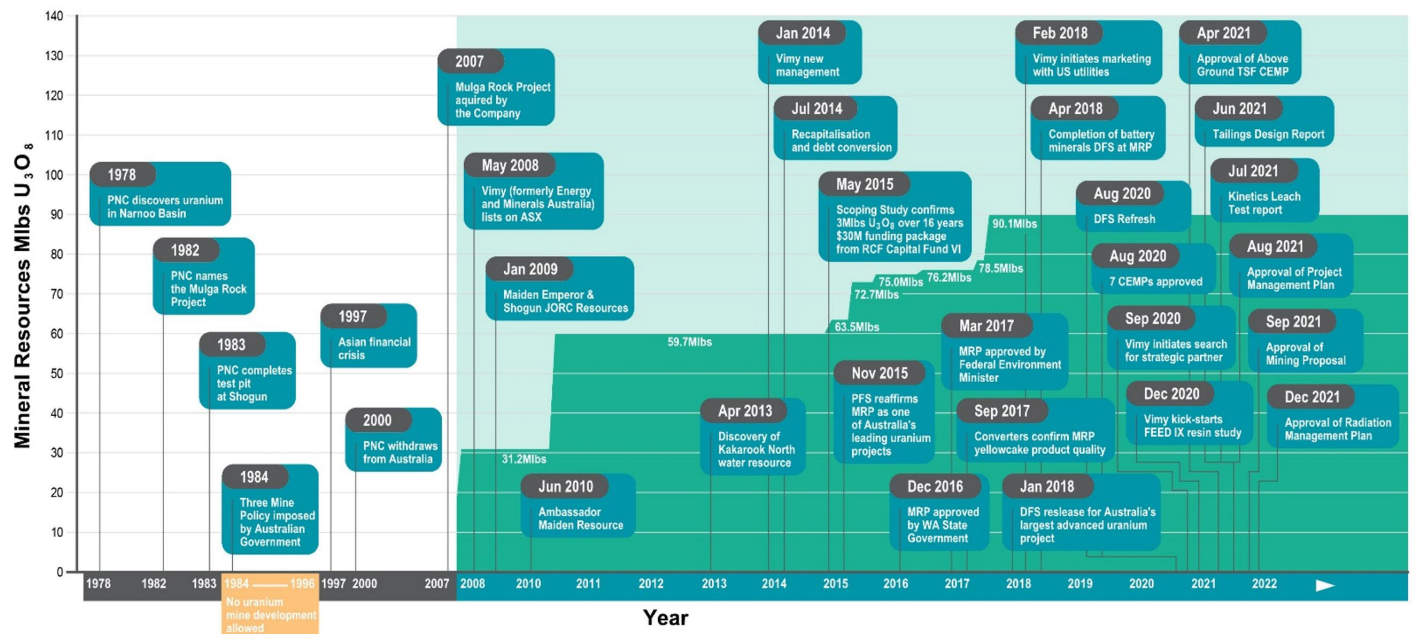 Mineral Resources Mlbs U₃O₈
140
130
120
110
100
90
80
70
60
50
40
30
20
10
0
1978
PNC discovers uranium
in Narnoo Basin
1982
PNC names
the Mulga Rock
Project
1983
PNC completes
test pit
at Shogun
1984
Three Mine
Policy imposed
by Australian
Government
1997
Asian financial
crisis
2000
PNC withdraws
from Australia
2007
Mulga Rock Project
aquired by
the Company
May 2008
Vimy (formerly Energy
and Minerals Australia)
lists on ASX
Jan 2009
Maiden Emperor &
Shogun JORC Resources
31.2Mlbs
Jun 2010
Ambassador
Maiden Resource
59.7Mlbs
Apr 2013
Discovery of
Kakarook North
water resource
Jan 2014
Vimy new
management
Jul 2014
Recapitalisation
and debt conversion
May 2015
Scoping Study confirms
3Mlbs U₃O₈ over 16 years
$30M funding package
from RCF Capital Fund VI
63.5Mlbs
72.7Mlbs
75.0Mlbs
76.2Mlbs
78.5Mlbs
90.1Mlbs
Nov 2015
PFS reaffirms
MRP as one
of Australia's
leading uranium
projects
Dec 2016
MRP approved
by WA State
Government
Mar 2017
MRP approved by
Federal Environment
Minister
Sep 2017
Converters confirm MRP
yellowcake product quality
Jan 2018
DFS reslease for Australia's
largest advanced uranium
project
Feb 2018
Vimy initiates marketing
with US utilities
Apr 2018
Completion of battery
minerals DFS at MRP
Aug 2020
DFS Refresh
Aug 2020
7 CEMPs approved
Sep 2020
Vimy initiates search
for strategic partner
Dec 2020
Vimy kick-starts
FEED IX resin study
Apr 2021
Approval of Above
Ground TSF CEMP
Jun 2021
Tailings Design Report
Jul 2021
Kinetics Leach
Test report
Aug 2021
Approval of Project
Management Plan
Sep 2021
Approval of
Mining Proposal
Dec 2021
Approval of Radiation
Management Plan
1978 1982 1983 1984 1996 1997 2000 2007 2008 2010 2011 2012 2013 2014 2015 2016 2017 2018 2019 2020 2021 2022
No uranium
mine development
allowed
Year